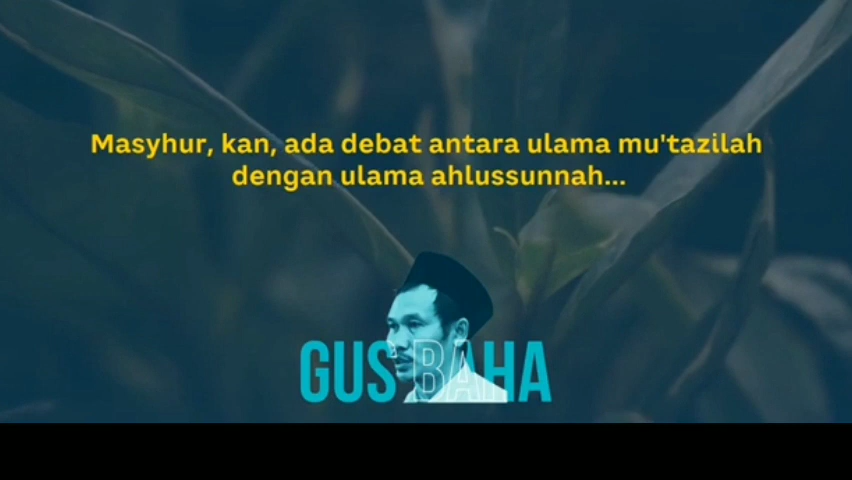 Masyhur, kan, ada debat antara ulama mu'tazilah
dengan ulama ahlussunnah...
GUS BAHA